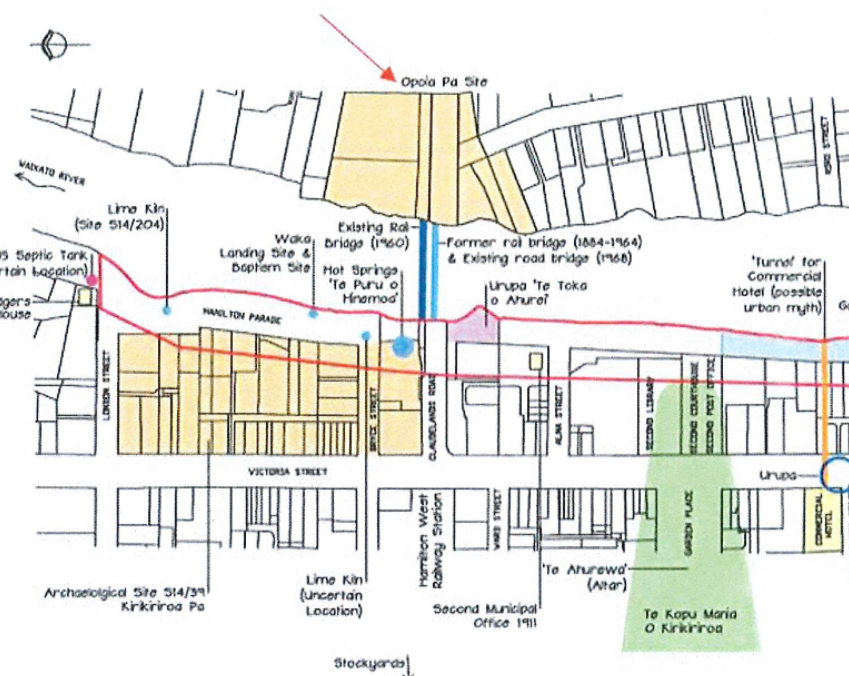 Opoia Pa Site
WAIKATO RIVER
Lime Kiln
(Site S14/204)
Waka
Landing Site &
Baptism Site
Existing Rail
Bridge (1960)
Former rail bridge (1884-1964)
& Existing road bridge (1968)
Hot Springs
'Te Puru o
Hinemoa'
Urupa 'Te Toka
o Ahurei'
'Tunnel' for
Commercial
Hotel (possible
urban myth)
Septic Tank
Location)
HAMILTON PARADE
LONDON STREET
BRYCE STREET
CLAUDELANDS ROAD
ALMA STREET
SECOND LIBRARY
SECOND COURTHOUSE
SECOND POST OFFICE
VICTORIA STREET
Urupa
Hamilton West
Railway Station
WARD STREET
GARDEN PLACE
COMMERCIAL
HOTEL
Archaelolgical Site S14/39
Kirikiriroa Pa
Lime Kiln
(Uncertain
Location)
Second Municipal
Office 1911
'Te Ahurewa'
(Altar)
Te Kopu Mania
O Kirikiriroa
Stockyards